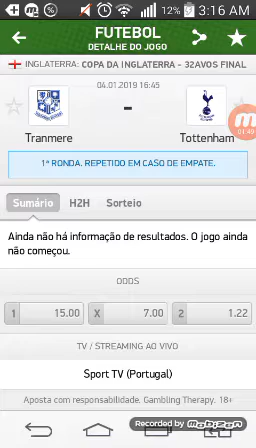 12% 3:16 AM
FUTEBOL
DETALHE DO JOGO
INGLATERRA: COPA DA INGLATERRA - 32AVOS FINAL
04.01.2019 16:45
-
Tranmere
Tottenham
01:49
1ª RONDA. REPETIDO EM CASO DE EMPATE.
Sumário H2H Sorteio
Ainda não há informação de resultados. O jogo ainda
não começou.
ODDS
1 15.00 X 7.00 2 1.22
TV / STREAMING AO VIVO
Sport TV (Portugal)
Aposta com responsabilidade. Gambling Therapy. 18+
Recorded by Mobizen